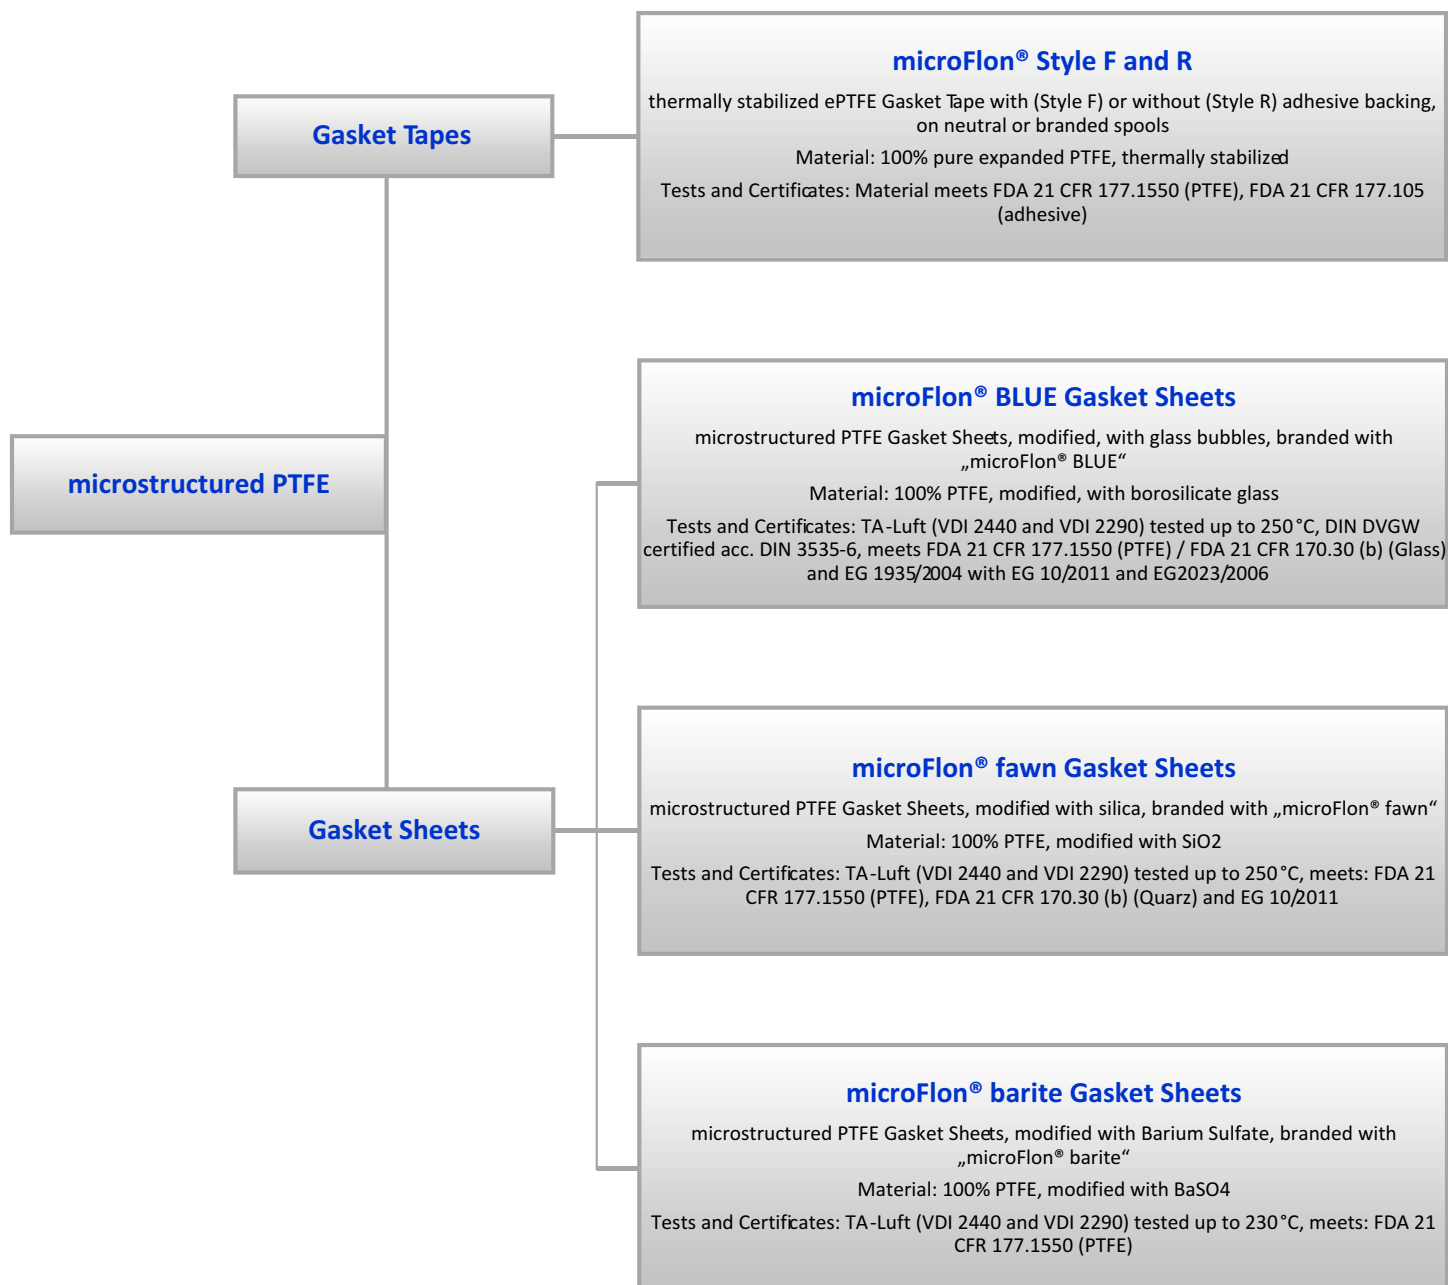 microFlon® Style F and R
thermally stabilized ePTFE Gasket Tape with (Style F) or without (Style R) adhesive backing,
on neutral or branded spools
Material: 100% pure expanded PTFE, thermally stabilized
Tests and Certificates: Material meets FDA 21 CFR 177.1550 (PTFE), FDA 21 CFR 177.105
(adhesive)
Gasket Tapes
microFlon® BLUE Gasket Sheets
microstructured PTFE Gasket Sheets, modified, with glass bubbles, branded with
„microFlon® BLUE“
Material: 100% PTFE, modified, with borosilicate glass
Tests and Certificates: TA-Luft (VDI 2440 and VDI 2290) tested up to 250°C, DIN DVGW
certified acc. DIN 3535-6, meets FDA 21 CFR 177.1550 (PTFE) / FDA 21 CFR 170.30 (b) (Glass)
and EG 1935/2004 with EG 10/2011 and EG2023/2006
microstructured PTFE
microFlon® fawn Gasket Sheets
microstructured PTFE Gasket Sheets, modified with silica, branded with „microFlon® fawn“
Material: 100% PTFE, modified with SiO2
Tests and Certificates: TA-Luft (VDI 2440 and VDI 2290) tested up to 250°C, meets: FDA 21
CFR 177.1550 (PTFE), FDA 21 CFR 170.30 (b) (Quarz) and EG 10/2011
Gasket Sheets
microFlon® barite Gasket Sheets
microstructured PTFE Gasket Sheets, modified with Barium Sulfate, branded with
„microFlon® barite“
Material: 100% PTFE, modified with BaSO4
Tests and Certificates: TA-Luft (VDI 2440 and VDI 2290) tested up to 230°C, meets: FDA 21
CFR 177.1550 (PTFE)